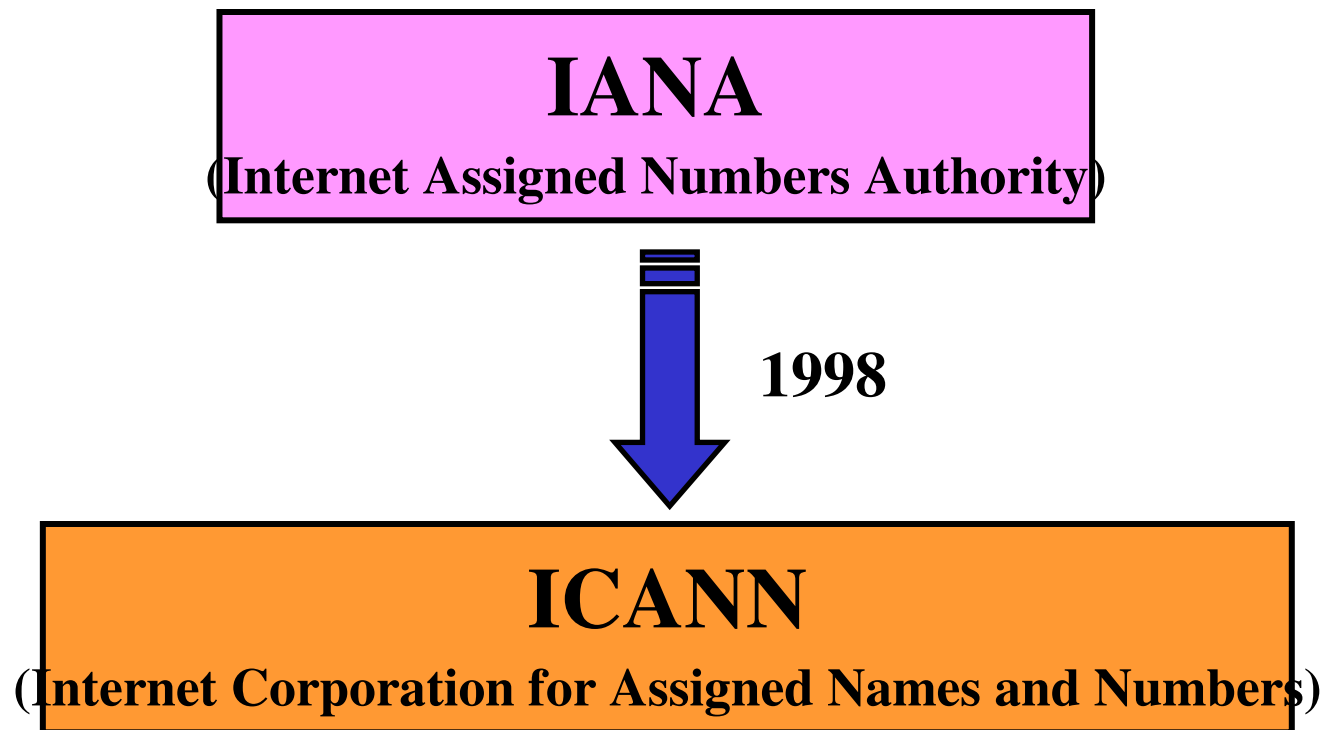 IANA
(Internet Assigned Numbers Authority)
1998
ICANN
(Internet Corporation for Assigned Names and Numbers)